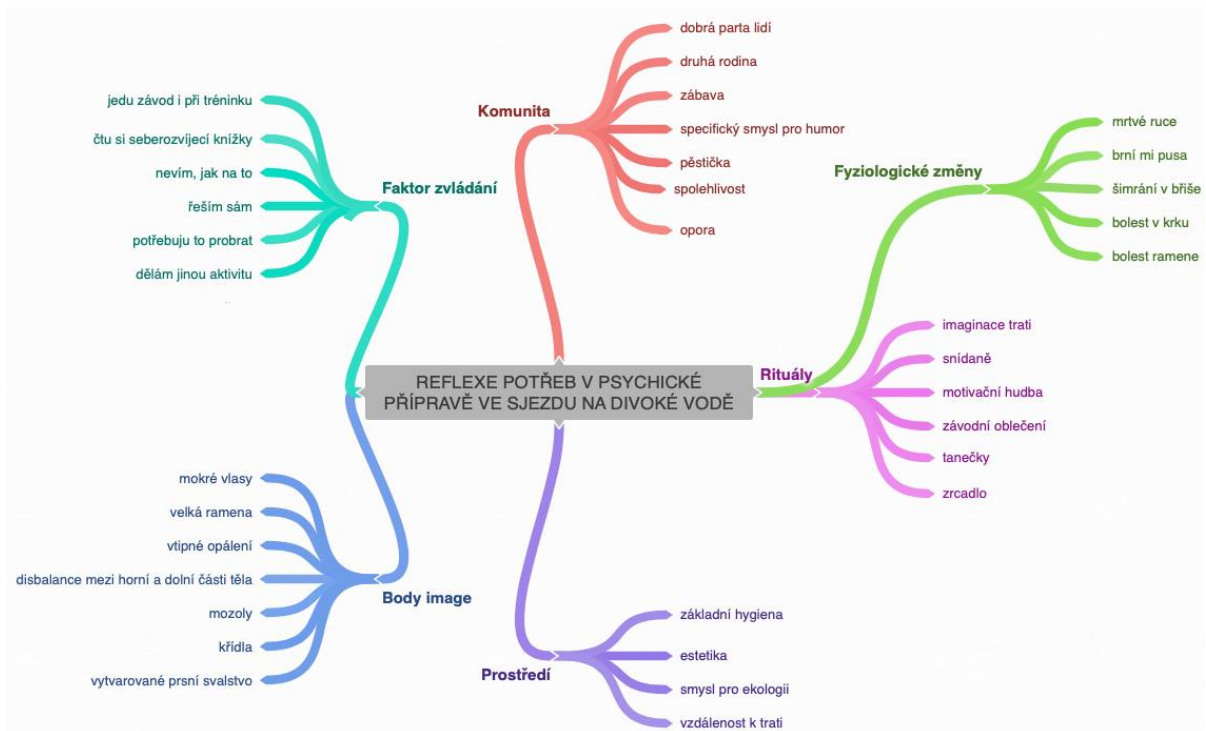 REFLEXE POTŘEB V PSYCHICKÉ
PŘÍPRAVĚ VE SJEZDU NA DIVOKÉ VODĚ
Faktor zvládání
jedu závod i při tréninku
čtu si seberozvíjecí knížky
nevím, jak na to
řeším sám
potřebuju to probrat
dělám jinou aktivitu
Komunita
dobrá parta lidí
druhá rodina
zábava
specifický smysl pro humor
pěstička
spolehlivost
opora
Fyziologické změny
mrtvé ruce
brní mi pusa
šimrání v břiše
bolest v krku
bolest ramene
Rituály
imaginace trati
snídaně
motivační hudba
závodní oblečení
tanečky
zrcadlo
Body image
mokré vlasy
velká ramena
vtipné opálení
disbalance mezi horní a dolní části těla
mozoly
křídla
vytvarované prsní svalstvo
Prostředí
základní hygiena
estetika
smysl pro ekologii
vzdálenost k trati